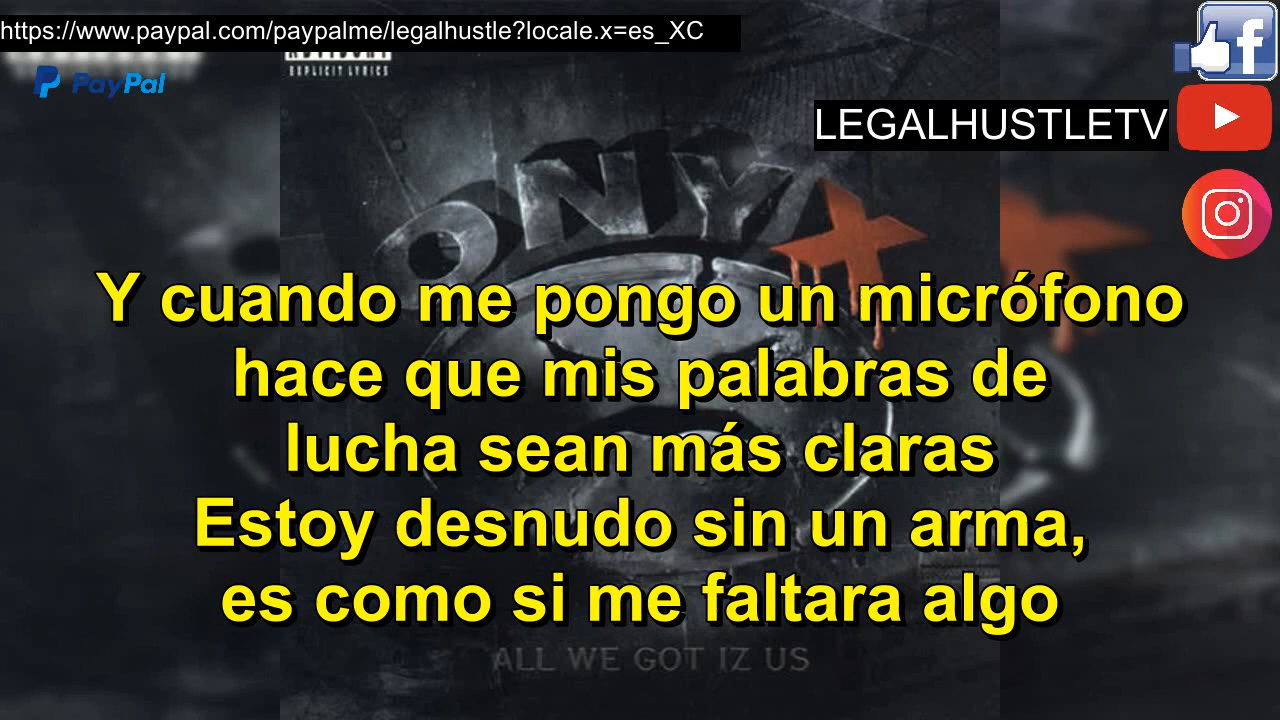 https://www.paypal.com/paypalme/legalhustle?locale.x=es_XC
EXPLICIT LYRICS
PayPal
LEGALHUSTLETV
ONYX
Y cuando me pongo un micrófono
hace que mis palabras de
lucha sean más claras
Estoy desnudo sin un arma,
es como si me faltara algo
ALL WE GOT IZ US